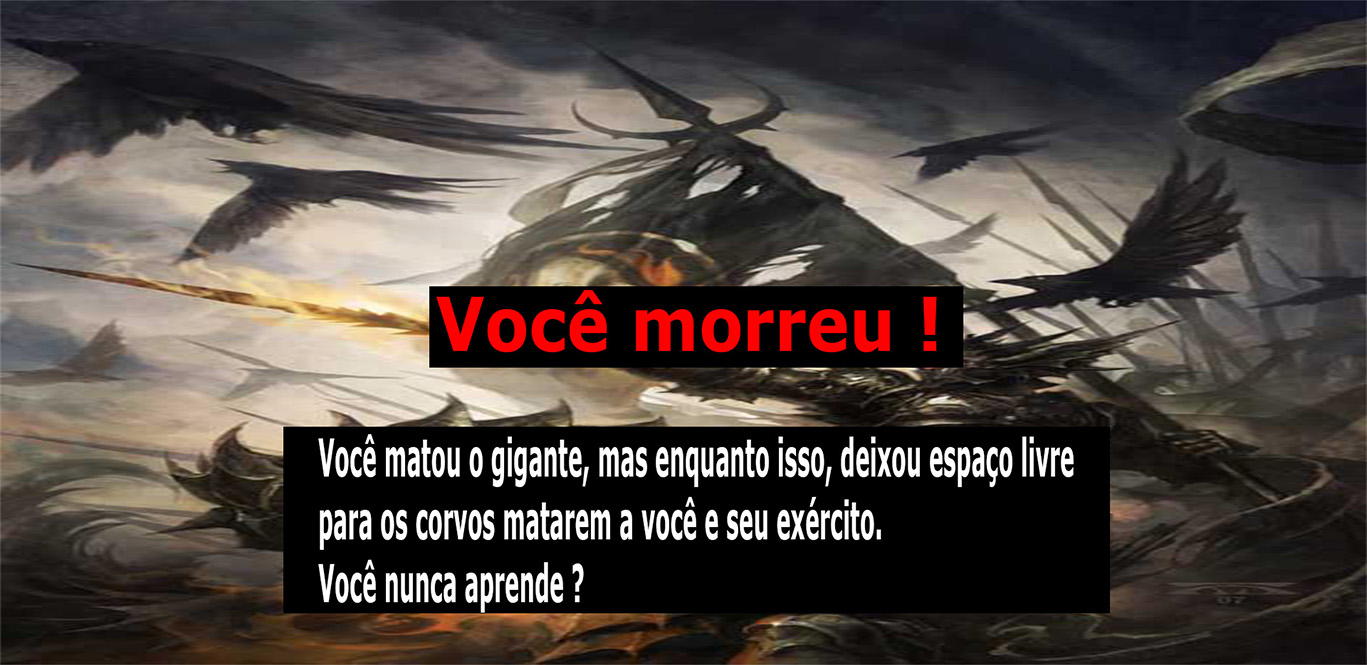 Você morreu !
Você matou o gigante, mas enquanto isso, deixou espaço livre
para os corvos matarem a você e seu exército.
Você nunca aprende ?
07